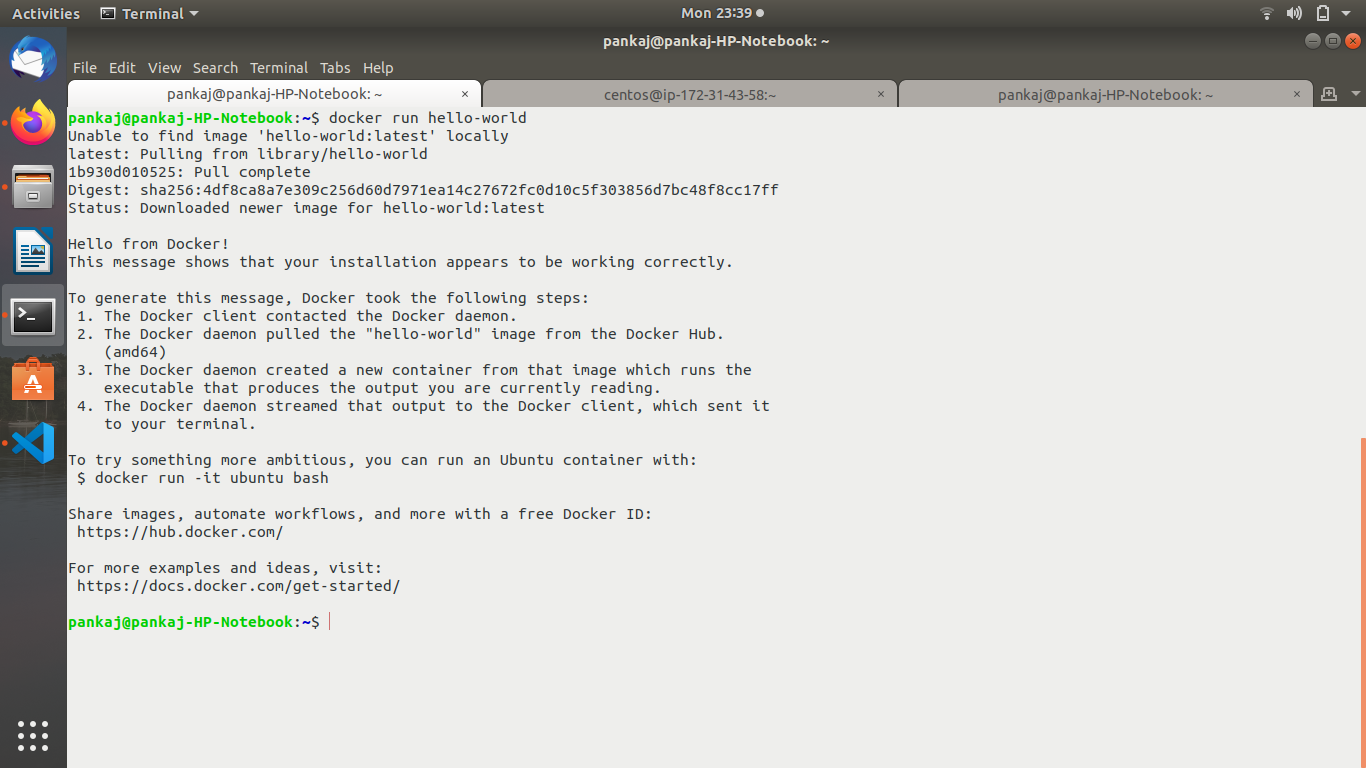 Activities Terminal Mon 23:39
pankaj@pankaj-HP-Notebook: ~
File Edit View Search Terminal Tabs Help
pankaj@pankaj-HP-Notebook: ~ × centos@ip-172-31-43-58:~ × pankaj@pankaj-HP-Notebook: ~ ×
pankaj@pankaj-HP-Notebook:~$ docker run hello-world
Unable to find image 'hello-world:latest' locally
latest: Pulling from library/hello-world
1b930d010525: Pull complete
Digest: sha256:4df8ca8a7e309c256d60d7971ea14c27672fc0d10c5f303856d7bc48f8cc17ff
Status: Downloaded newer image for hello-world:latest

Hello from Docker!
This message shows that your installation appears to be working correctly.

To generate this message, Docker took the following steps:
 1. The Docker client contacted the Docker daemon.
 2. The Docker daemon pulled the "hello-world" image from the Docker Hub.
    (amd64)
 3. The Docker daemon created a new container from that image which runs the
    executable that produces the output you are currently reading.
 4. The Docker daemon streamed that output to the Docker client, which sent it
    to your terminal.

To try something more ambitious, you can run an Ubuntu container with:
 $ docker run -it ubuntu bash

Share images, automate workflows, and more with a free Docker ID:
 https://hub.docker.com/

For more examples and ideas, visit:
 https://docs.docker.com/get-started/

pankaj@pankaj-HP-Notebook:~$